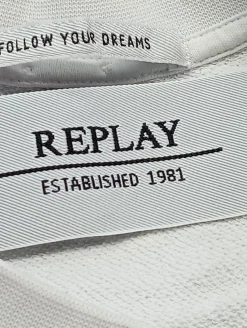 FOLLOW YOUR DREAMS
REPLAY
ESTABLISHED 1981